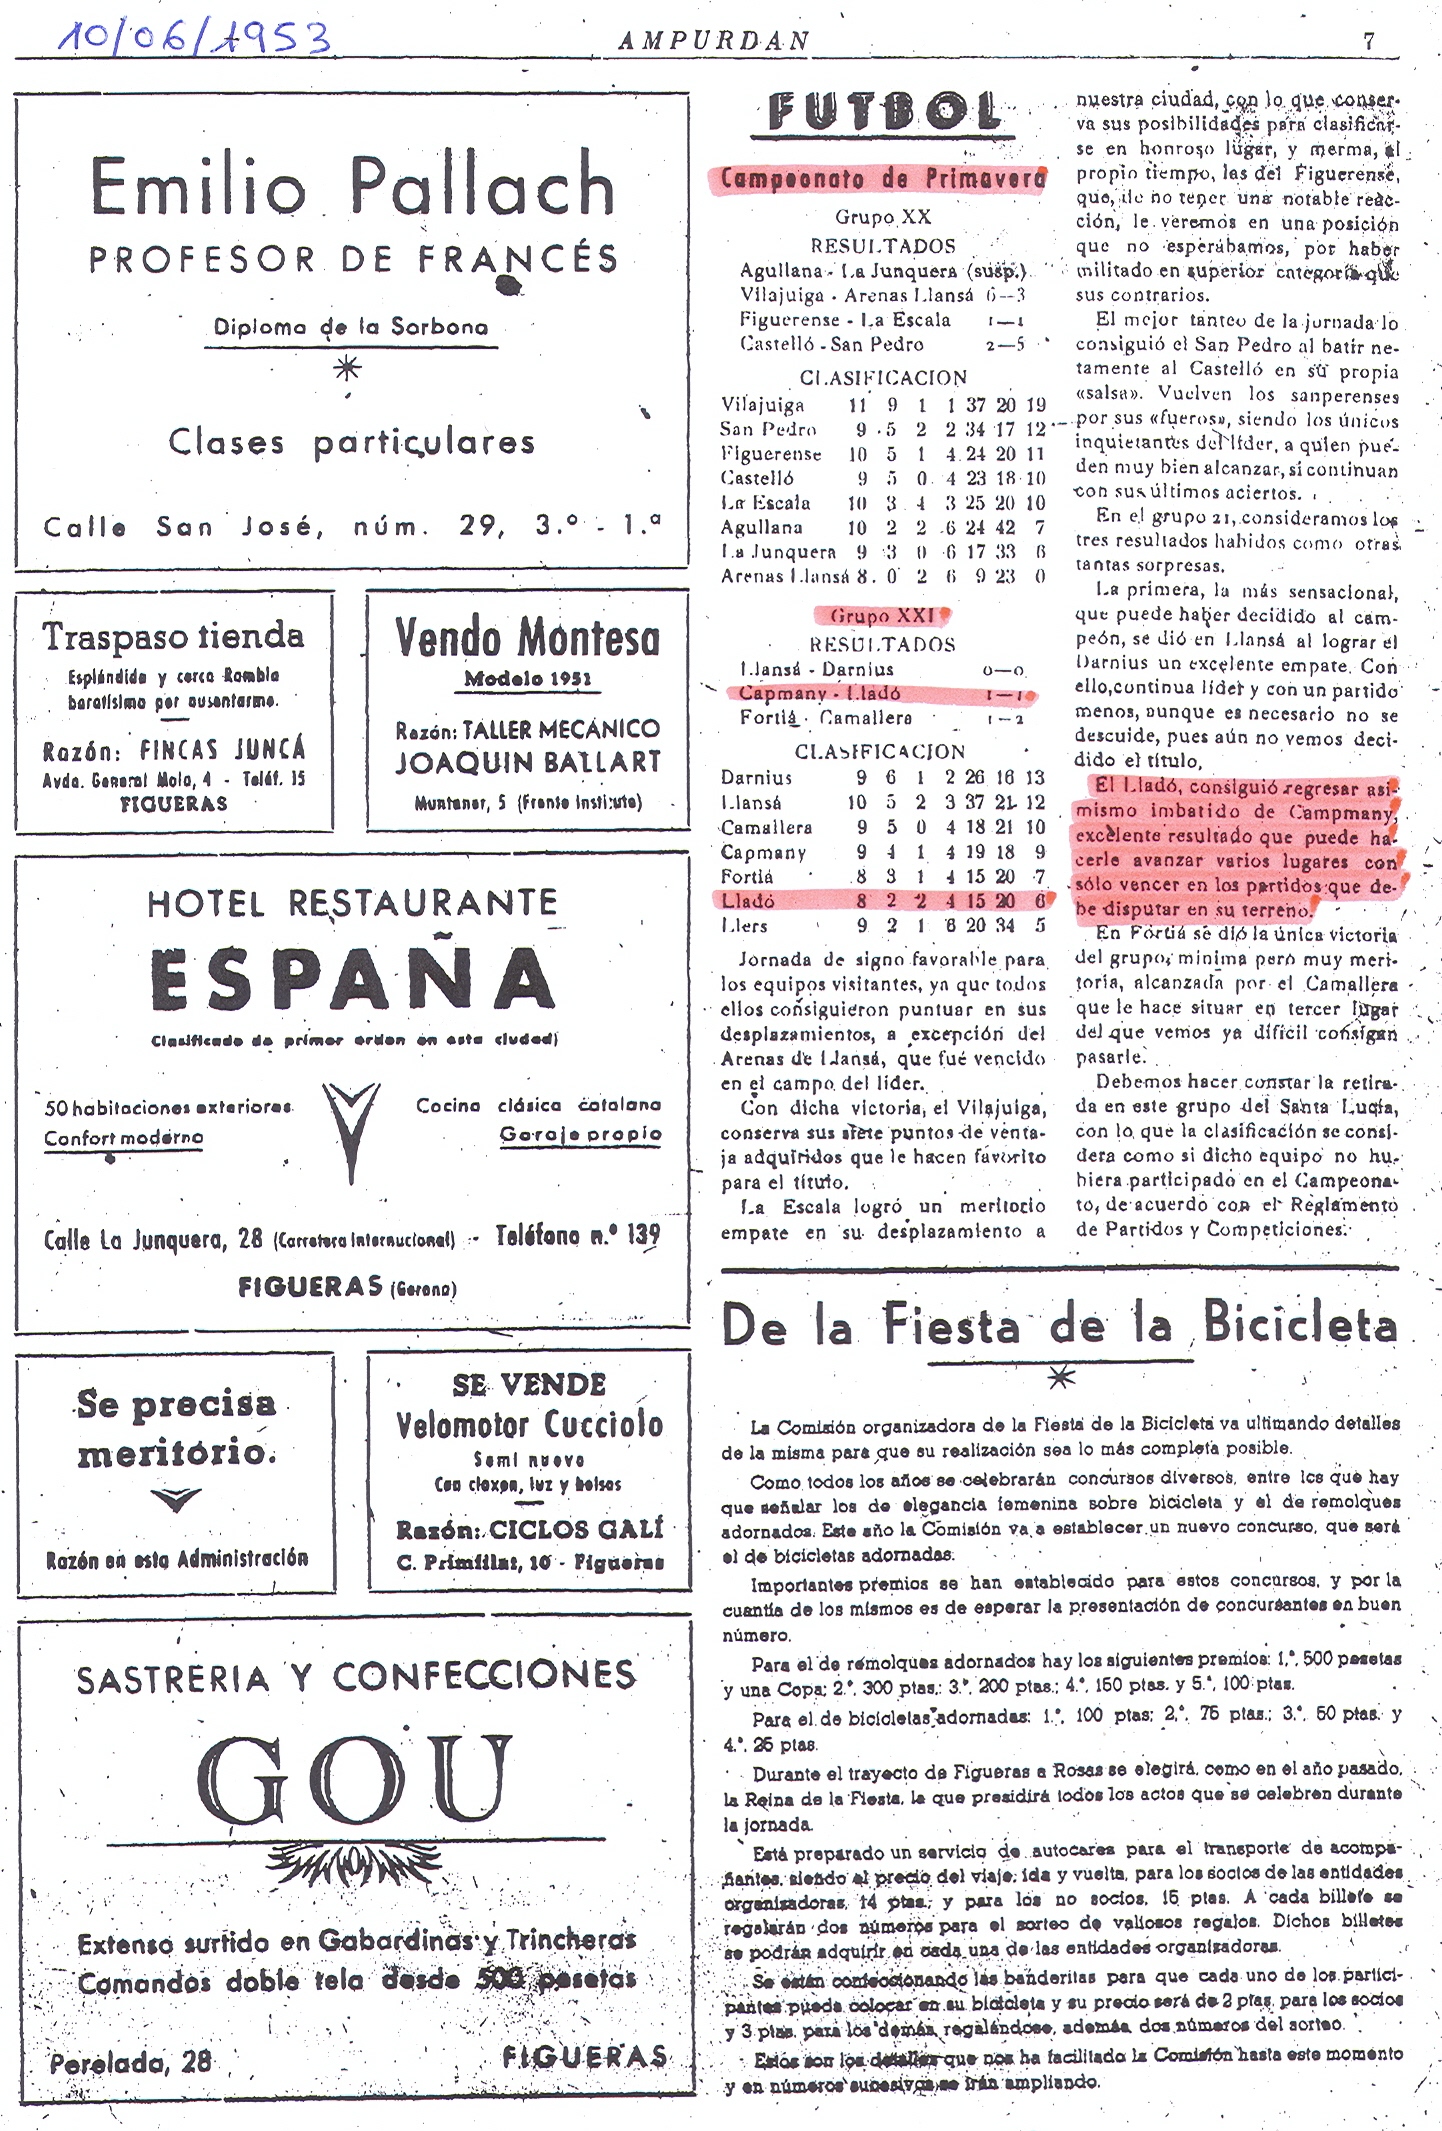 10/06/1953
AMPURDAN
7
Emilio Pallach
PROFESOR DE FRANCÉS
Diploma de la Sorbona
Clases particulares
Calle San José, núm. 29, 3.º - 1.ª
Traspaso tienda
Espléndida y cerca Rambla
baratísimo por ausentarme.
Razón: FINCAS JUNCÁ
Avda. General Mola, 4 - Teléf. 15
FIGUERAS
Vendo Montesa
Modelo 1951
Razón: TALLER MECÁNICO
JOAQUIN BALLART
Muntaner, 5 (Frente Instituto)
HOTEL RESTAURANTE
ESPAÑA
Clasificado de primer orden en esta ciudad
50 habitaciones exteriores
Confort moderno
Cocina clásica catalana
Garaje propio
Calle La Junquera, 28 (Carretera Internacional) - Teléfono n.º 139
FIGUERAS (Gerona)
Se precisa
meritorio.
Razón en esta Administración
SE VENDE
Velomotor Cucciolo
Semi nuevo
Con claxon, luz y bolsas
Razón: CICLOS GALÍ
C. Primfilat, 10 - Figueras
SASTRERIA Y CONFECCIONES
GOU
Extenso surtido en Gabardinas y Trincheras
Comandos doble tela desde 500 pesetas
Perelada, 28
FIGUERAS
FUTBOL
Campeonato de Primavera
Grupo XX
RESULTADOS
Agullana - La Junquera (susp.)
Vilajuiga - Arenas Llansá 6--3
Figuerense - La Escala 1—1
Castelló - San Pedro 2—5
CLASIFICACION
Vilajuiga 11 9 1 1 37 20 19
San Pedro 9 5 2 2 34 17 12
Figuerense 10 5 1 4 24 20 11
Castelló 9 5 0 4 23 18 10
La Escala 10 3 4 3 25 20 10
Agullana 10 2 2 6 24 42 7
La Junquera 9 3 0 6 17 33 6
Arenas Llansá 8 0 2 6 9 23 0
Grupo XXI
RESULTADOS
Llansá - Darnius 0—0
Capmany - Lladó 1—1
Fortiá - Camallera 1-2
CLASIFICACION
Darnius 9 6 1 2 26 16 13
Llansá 10 5 2 3 37 21 12
Camallera 9 5 0 4 18 21 10
Capmany 9 4 1 4 19 18 9
Fortiá 8 3 1 4 15 20 7
Lladó 8 2 2 4 15 20 6
Llers 9 2 1 6 20 34 5
Jornada de signo favorable para
los equipos visitantes, ya que todos
ellos consiguieron puntuar en sus
desplazamientos, a excepción del
Arenas de Llansá, que fué vencido
en el campo del líder.
Con dicha victoria, el Vilajuiga,
conserva sus siete puntos de venta-
ja adquiridos que le hacen favorito
para el título.
La Escala logró un meritorio
empate en su desplazamiento a
nuestra ciudad, con lo que conser-
va sus posibilidades para clasificar-
se en honroso lugar, y merma, al
propio tiempo, las del Figuerense,
que, de no tener una notable reac-
ción, le veremos en una posición
que no esperábamos, por haber
militado en superior categoría que
sus contrarios.
El mejor tanteo de la jornada lo
consiguió el San Pedro al batir ne-
tamente al Castelló en su propia
«salsa». Vuelven los sanperenses
por sus «fueros», siendo los únicos
inquietantes del líder, a quien pue-
den muy bien alcanzar, si continuan
con sus últimos aciertos.
En el grupo 21, consideramos los
tres resultados habidos como otras
tantas sorpresas.
La primera, la más sensacional,
que puede haber decidido al cam-
peón, se dió en Llansá al lograr el
Darnius un excelente empate. Con
ello, continua líder y con un partido
menos, aunque es necesario no se
descuide, pues aún no vemos deci-
dido el título.
El Lladó, consiguió regresar asi-
mismo imbatido de Campmany,
excelente resultado que puede ha-
cerle avanzar varios lugares con
sólo vencer en los partidos que de-
be disputar en su terreno.
En Fortiá se dió la única victoria
del grupo, mínima pero muy meri-
toria, alcanzada por el Camallera
que le hace situar en tercer lugar
del que vemos ya difícil consigan
pasarle.
Debemos hacer constar la retira-
da en este grupo del Santa Lucía,
con lo que la clasificación se consi-
dera como si dicho equipo no hu-
biera participado en el Campeona-
to, de acuerdo con el Reglamento
de Partidos y Competiciones.
De la Fiesta de la Bicicleta
La Comisión organizadora de la Fiesta de la Bicicleta va ultimando detalles
de la misma para que su realización sea lo más completa posible.
Como todos los años se celebrarán concursos diversos, entre los que hay
que señalar los de elegancia femenina sobre bicicleta y el de remolques
adornados. Este año la Comisión va a establecer un nuevo concurso, que será
el de bicicletas adornadas.
Importantes premios se han establecido para estos concursos, y por la
cuantía de los mismos es de esperar la presentación de concursantes en buen
número.
Para el de remolques adornados hay los siguientes premios: 1.º, 500 pesetas
y una Copa; 2.º, 300 ptas.; 3.º, 200 ptas.; 4.º, 150 ptas. y 5.º, 100 ptas.
Para el de bicicletas adornadas: 1.º, 100 ptas; 2.º, 75 ptas.; 3.º, 50 ptas. y
4.º, 25 ptas.
Durante el trayecto de Figueras a Rosas se elegirá, como en el año pasado,
la Reina de la Fiesta, la que presidirá todos los actos que se celebren durante
la jornada.
Está preparado un servicio de autocares para el transporte de acompa-
ñantes, siendo el precio del viaje, ida y vuelta, para los socios de las entidades
organizadoras, 14 ptas.; y para los no socios, 15 ptas. A cada billete se
regalarán dos números para el sorteo de valiosos regalos. Dichos billetes
se podrán adquirir en cada una de las entidades organizadoras.
Se están confeccionando las banderitas para que cada uno de los partici-
pantes pueda colocar en su bicicleta y su precio será de 2 ptas. para los socios
y 3 ptas. para los demás, regalándose, además, dos números del sorteo.
Estos son los detalles que nos ha facilitado la Comisión hasta este momento
y en números sucesivos se irán ampliando.